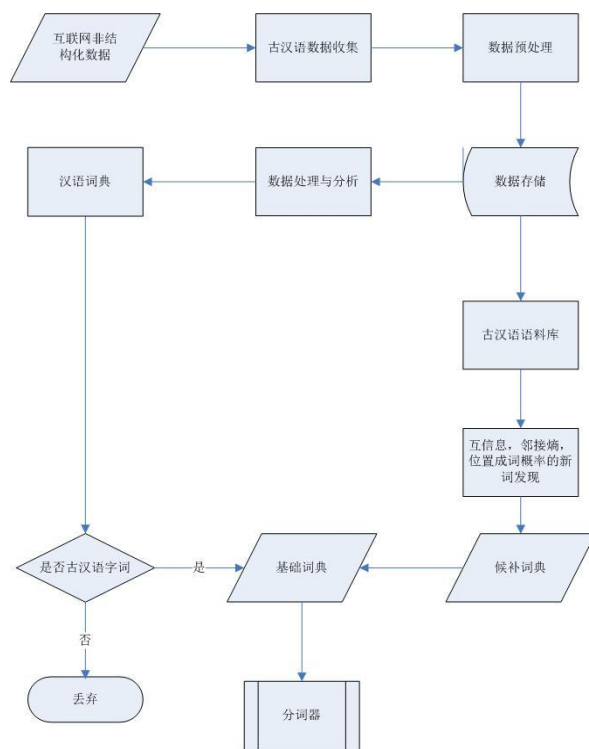 互联网非结
构化数据
古汉语数据收集
数据预处理
汉语词典
数据处理与分析
数据存储
古汉语语料库
互信息，邻接熵，
位置成词概率的新
词发现
是否古汉语字词
是
基础词典
候补词典
否
丢弃
分词器